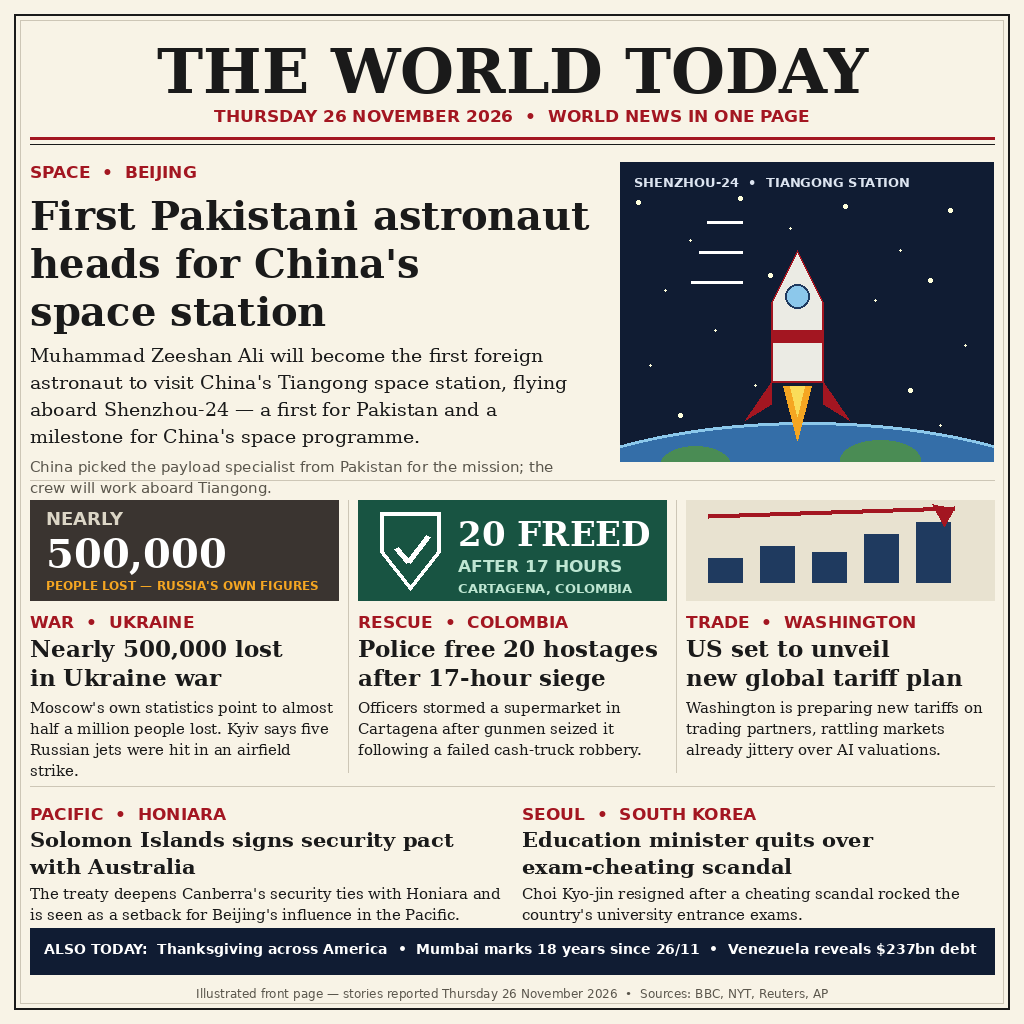 THE WORLD TODAY
THURSDAY 26 NOVEMBER 2026 • WORLD NEWS IN ONE PAGE
SPACE • BEIJING
First Pakistani astronaut
heads for China's
space station
Muhammad Zeeshan Ali will become the first foreign
astronaut to visit China's Tiangong space station, flying
aboard Shenzhou-24 — a first for Pakistan and a
milestone for China's space programme.
China picked the payload specialist from Pakistan for the mission; the
crew will work aboard Tiangong.
SHENZHOU-24 • TIANGONG STATION
NEARLY
500,000
PEOPLE LOST — RUSSIA'S OWN FIGURES
WAR • UKRAINE
Nearly 500,000 lost
in Ukraine war
Moscow's own statistics point to almost
half a million people lost. Kyiv says five
Russian jets were hit in an airfield
strike.
20 FREED
AFTER 17 HOURS
CARTAGENA, COLOMBIA
RESCUE • COLOMBIA
Police free 20 hostages
after 17-hour siege
Officers stormed a supermarket in
Cartagena after gunmen seized it
following a failed cash-truck robbery.
TRADE • WASHINGTON
US set to unveil
new global tariff plan
Washington is preparing new tariffs on
trading partners, rattling markets
already jittery over AI valuations.
PACIFIC • HONIARA
Solomon Islands signs security pact
with Australia
The treaty deepens Canberra's security ties with Honiara and
is seen as a setback for Beijing's influence in the Pacific.
SEOUL • SOUTH KOREA
Education minister quits over
exam-cheating scandal
Choi Kyo-jin resigned after a cheating scandal rocked the
country's university entrance exams.
ALSO TODAY: Thanksgiving across America • Mumbai marks 18 years since 26/11 • Venezuela reveals $237bn debt
Illustrated front page — stories reported Thursday 26 November 2026 • Sources: BBC, NYT, Reuters, AP